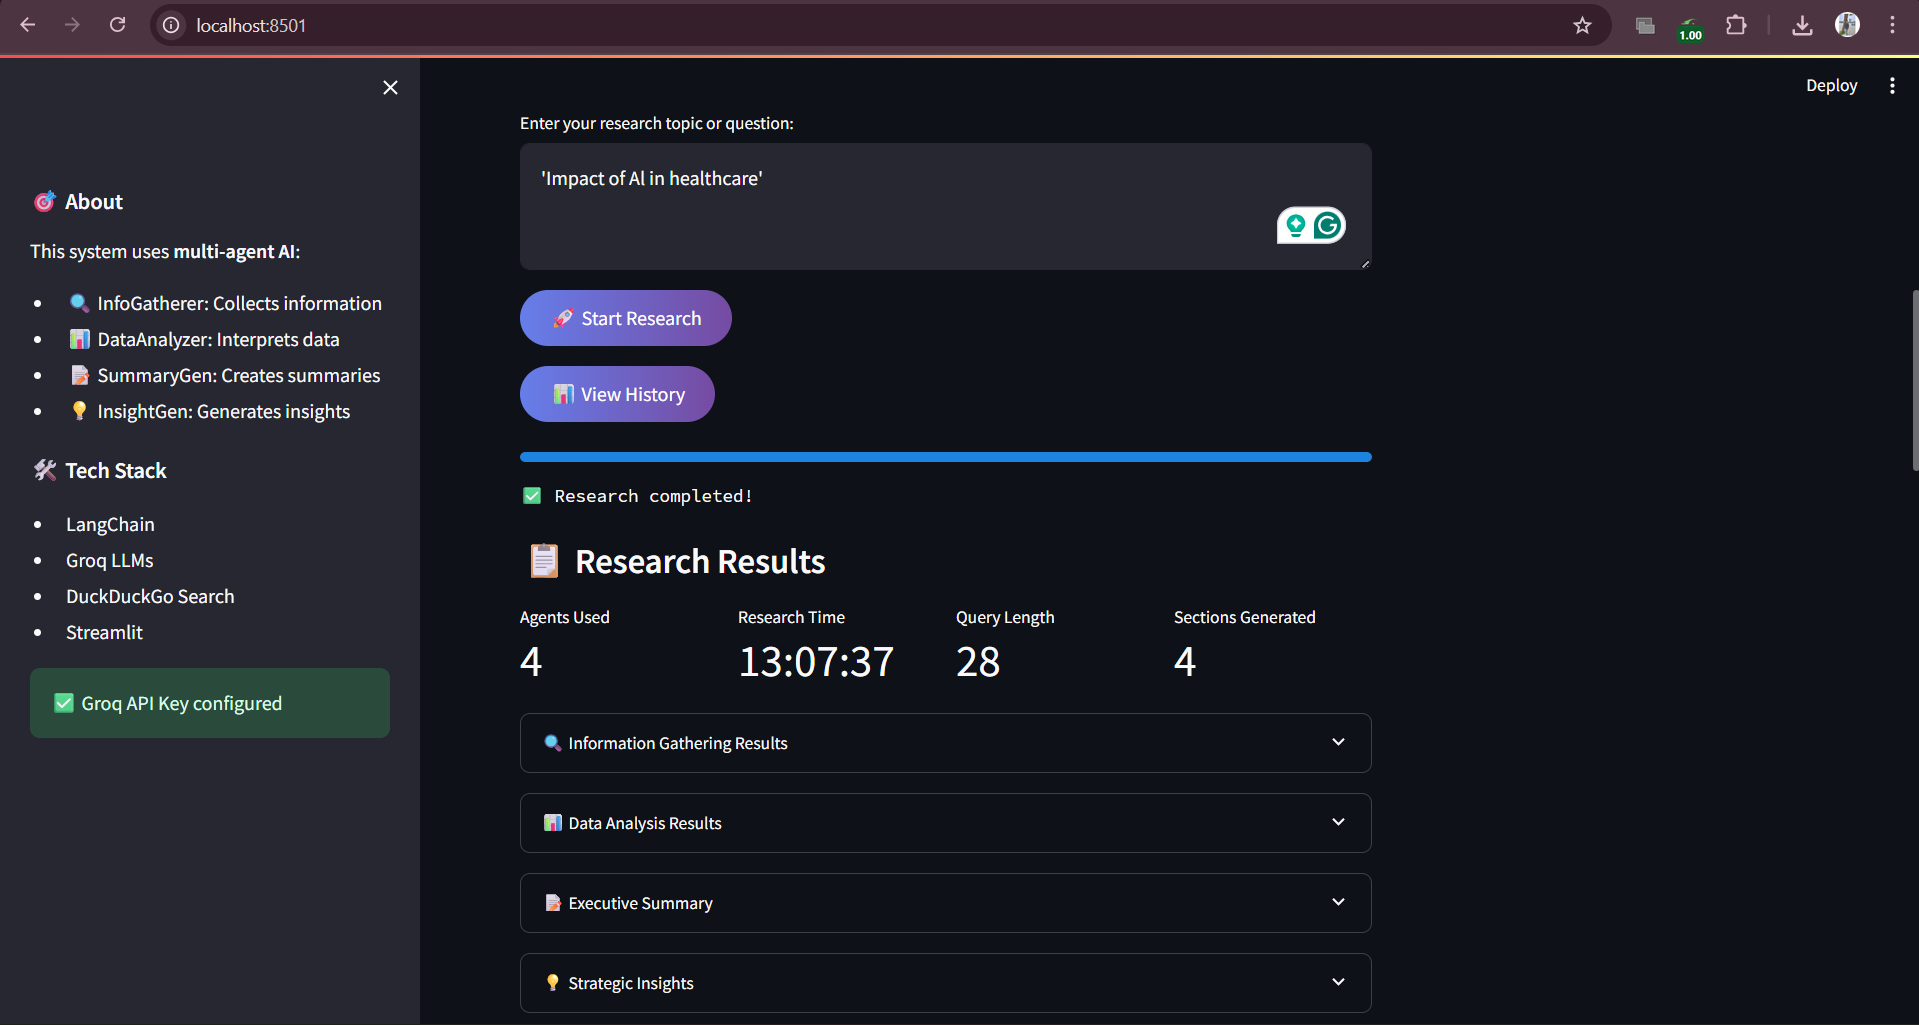 localhost:8501
1.00
Deploy
About
This system uses multi-agent AI:
InfoGatherer: Collects information
DataAnalyzer: Interprets data
SummaryGen: Creates summaries
InsightGen: Generates insights
Tech Stack
LangChain
Groq LLMs
DuckDuckGo Search
Streamlit
Groq API Key configured
Enter your research topic or question:
'Impact of Al in healthcare'
Start Research
View History
Research completed!
Research Results
Agents Used
4
Research Time
13:07:37
Query Length
28
Sections Generated
4
Information Gathering Results
Data Analysis Results
Executive Summary
Strategic Insights